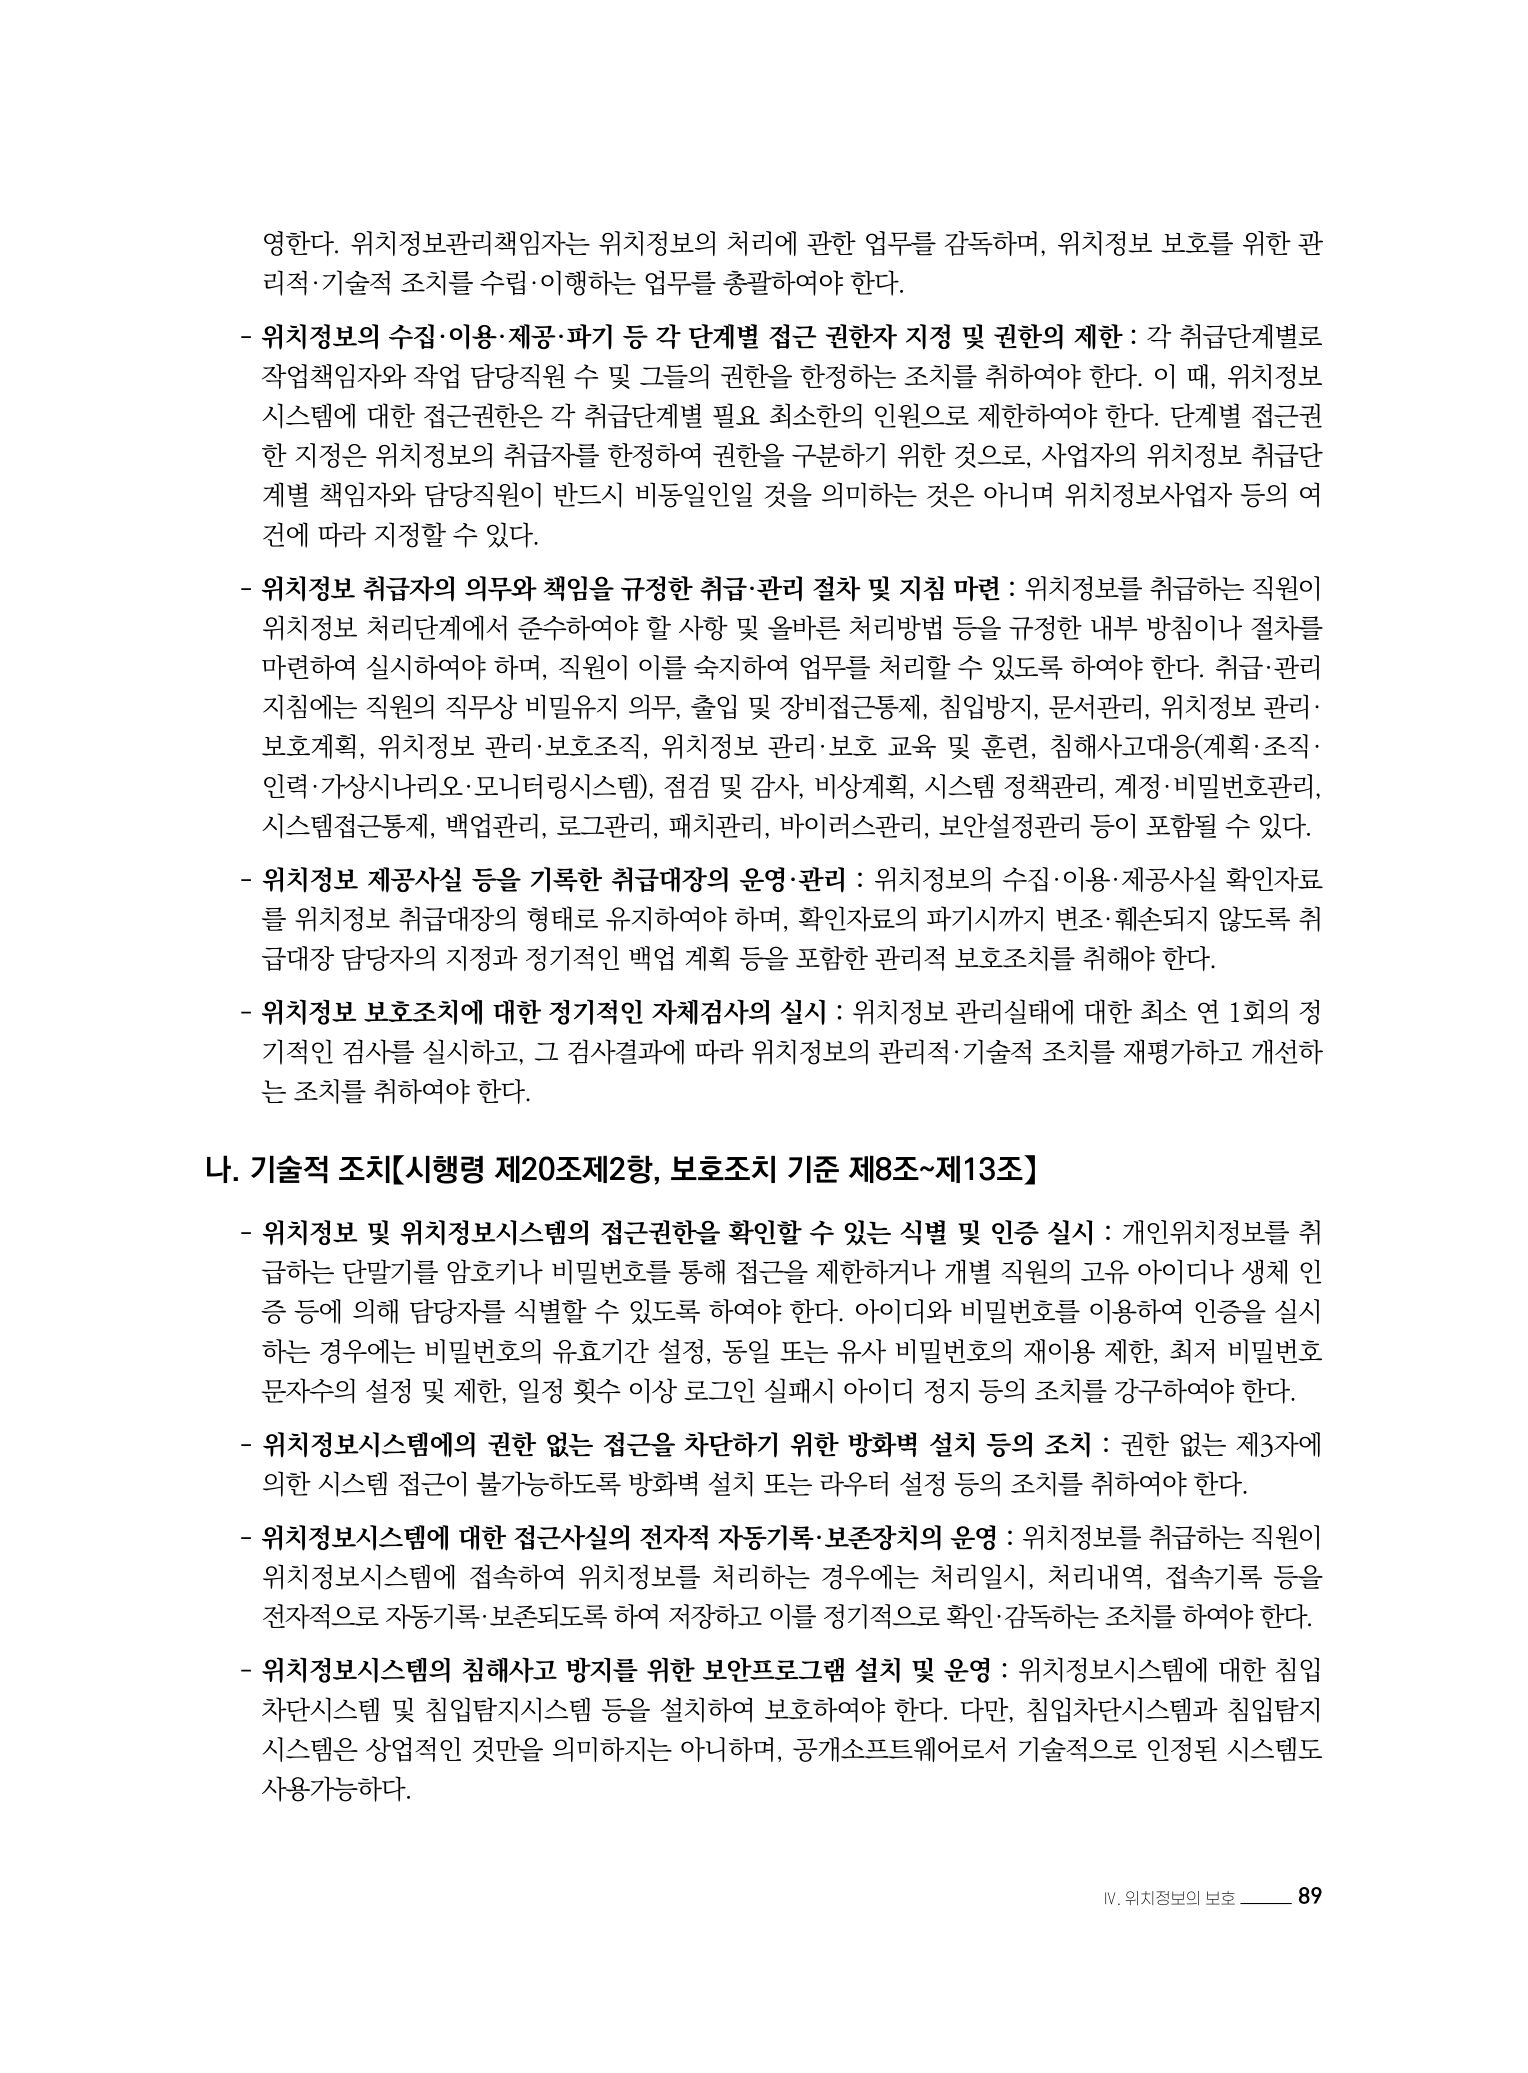 영한다. 위치정보관리책임자는 위치정보의 처리에 관한 업무를 감독하며, 위치정보 보호를 위한 관
리적·기술적 조치를 수립·이행하는 업무를 총괄하여야 한다.
- 위치정보의 수집·이용·제공·파기 등 각 단계별 접근 권한자 지정 및 권한의 제한 : 각 취급단계별로
작업책임자와 작업 담당직원 수 및 그들의 권한을 한정하는 조치를 취하여야 한다. 이 때, 위치정보
시스템에 대한 접근권한은 각 취급단계별 필요 최소한의 인원으로 제한하여야 한다. 단계별 접근권
한 지정은 위치정보의 취급자를 한정하여 권한을 구분하기 위한 것으로, 사업자의 위치정보 취급단
계별 책임자와 담당직원이 반드시 비동일인일 것을 의미하는 것은 아니며 위치정보사업자 등의 여
건에 따라 지정할 수 있다.
- 위치정보 취급자의 의무와 책임을 규정한 취급·관리 절차 및 지침 마련 : 위치정보를 취급하는 직원이
위치정보 처리단계에서 준수하여야 할 사항 및 올바른 처리방법 등을 규정한 내부 방침이나 절차를
마련하여 실시하여야 하며, 직원이 이를 숙지하여 업무를 처리할 수 있도록 하여야 한다. 취급·관리
지침에는 직원의 직무상 비밀유지 의무, 출입 및 장비접근통제, 침입방지, 문서관리, 위치정보 관리·
보호계획, 위치정보 관리·보호조직, 위치정보 관리·보호 교육 및 훈련, 침해사고대응(계획·조직·
인력·가상시나리오·모니터링시스템), 점검 및 감사, 비상계획, 시스템 정책관리, 계정·비밀번호관리,
시스템접근통제, 백업관리, 로그관리, 패치관리, 바이러스관리, 보안설정관리 등이 포함될 수 있다.
- 위치정보 제공사실 등을 기록한 취급대장의 운영·관리 : 위치정보의 수집·이용·제공사실 확인자료
를 위치정보 취급대장의 형태로 유지하여야 하며, 확인자료의 파기시까지 변조·훼손되지 않도록 취
급대장 담당자의 지정과 정기적인 백업 계획 등을 포함한 관리적 보호조치를 취해야 한다.
- 위치정보 보호조치에 대한 정기적인 자체검사의 실시 : 위치정보 관리실태에 대한 최소 연 1회의 정
기적인 검사를 실시하고, 그 검사결과에 따라 위치정보의 관리적·기술적 조치를 재평가하고 개선하
는 조치를 취하여야 한다.
나. 기술적 조치【시행령 제20조제2항, 보호조치 기준 제8조~제13조】
- 위치정보 및 위치정보시스템의 접근권한을 확인할 수 있는 식별 및 인증 실시 : 개인위치정보를 취
급하는 단말기를 암호키나 비밀번호를 통해 접근을 제한하거나 개별 직원의 고유 아이디나 생체 인
증 등에 의해 담당자를 식별할 수 있도록 하여야 한다. 아이디와 비밀번호를 이용하여 인증을 실시
하는 경우에는 비밀번호의 유효기간 설정, 동일 또는 유사 비밀번호의 재이용 제한, 최저 비밀번호
문자수의 설정 및 제한, 일정 횟수 이상 로그인 실패시 아이디 정지 등의 조치를 강구하여야 한다.
- 위치정보시스템에의 권한 없는 접근을 차단하기 위한 방화벽 설치 등의 조치 : 권한 없는 제3자에
의한 시스템 접근이 불가능하도록 방화벽 설치 또는 라우터 설정 등의 조치를 취하여야 한다.
- 위치정보시스템에 대한 접근사실의 전자적 자동기록·보존장치의 운영 : 위치정보를 취급하는 직원이
위치정보시스템에 접속하여 위치정보를 처리하는 경우에는 처리일시, 처리내역, 접속기록 등을
전자적으로 자동기록·보존되도록 하여 저장하고 이를 정기적으로 확인·감독하는 조치를 하여야 한다.
- 위치정보시스템의 침해사고 방지를 위한 보안프로그램 설치 및 운영 : 위치정보시스템에 대한 침입
차단시스템 및 침입탐지시스템 등을 설치하여 보호하여야 한다. 다만, 침입차단시스템과 침입탐지
시스템은 상업적인 것만을 의미하지는 아니하며, 공개소프트웨어로서 기술적으로 인정된 시스템도
사용가능하다.
Ⅳ. 위치정보의 보호 89